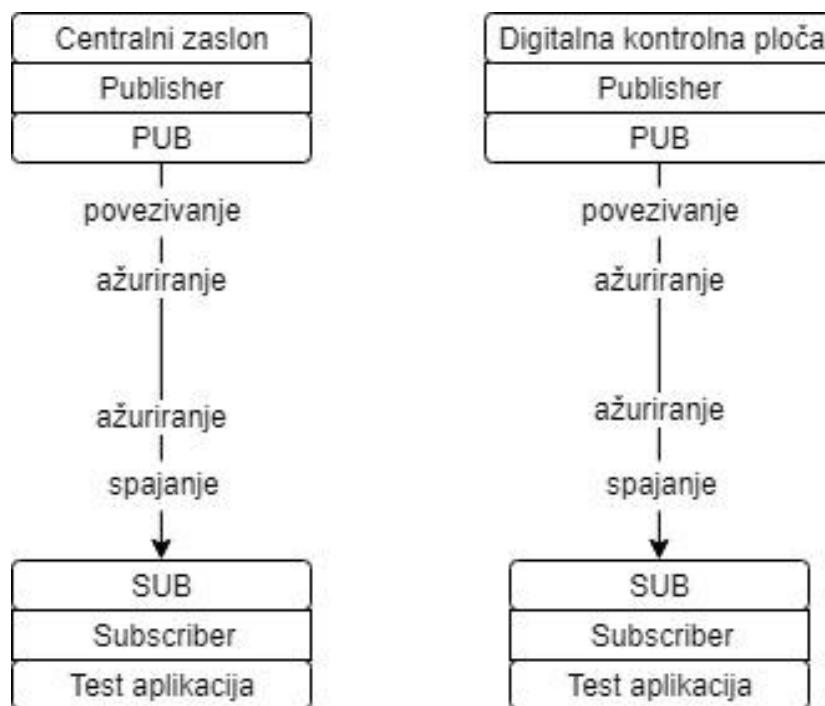 Centralni zaslon
Publisher
PUB
povezivanje
ažuriranje
ažuriranje
spajanje
SUB
Subscriber
Test aplikacija
Digitalna kontrolna ploča
Publisher
PUB
povezivanje
ažuriranje
ažuriranje
spajanje
SUB
Subscriber
Test aplikacija